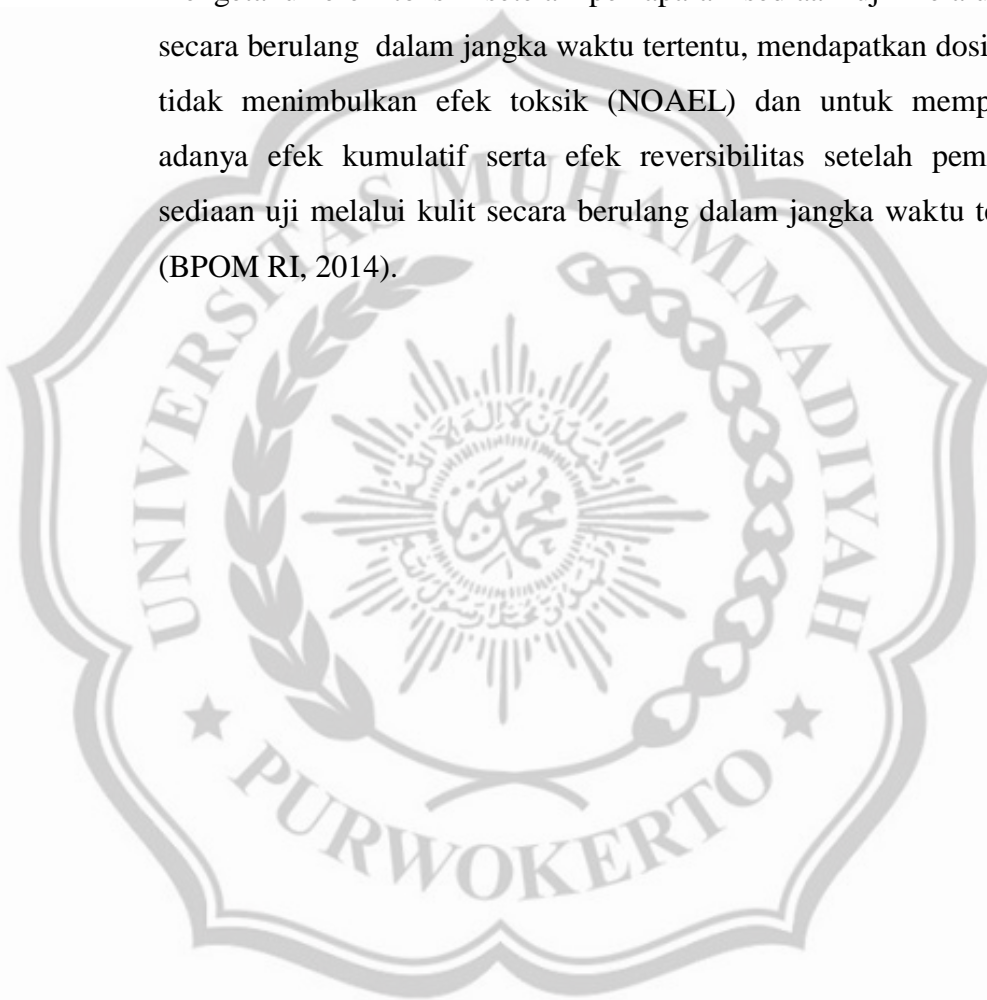 secara berulang dalam jangka waktu tertentu, mendapatkan dosi
tidak menimbulkan efek toksik (NOAEL) dan untuk memp
adanya efek kumulatif serta efek reversibilitas setelah pem
sediaan uji melalui kulit secara berulang dalam jangka waktu te
(BPOM RI, 2014).
UNIVERSITAS MUHAMMADIYAH
PURWOKERTO